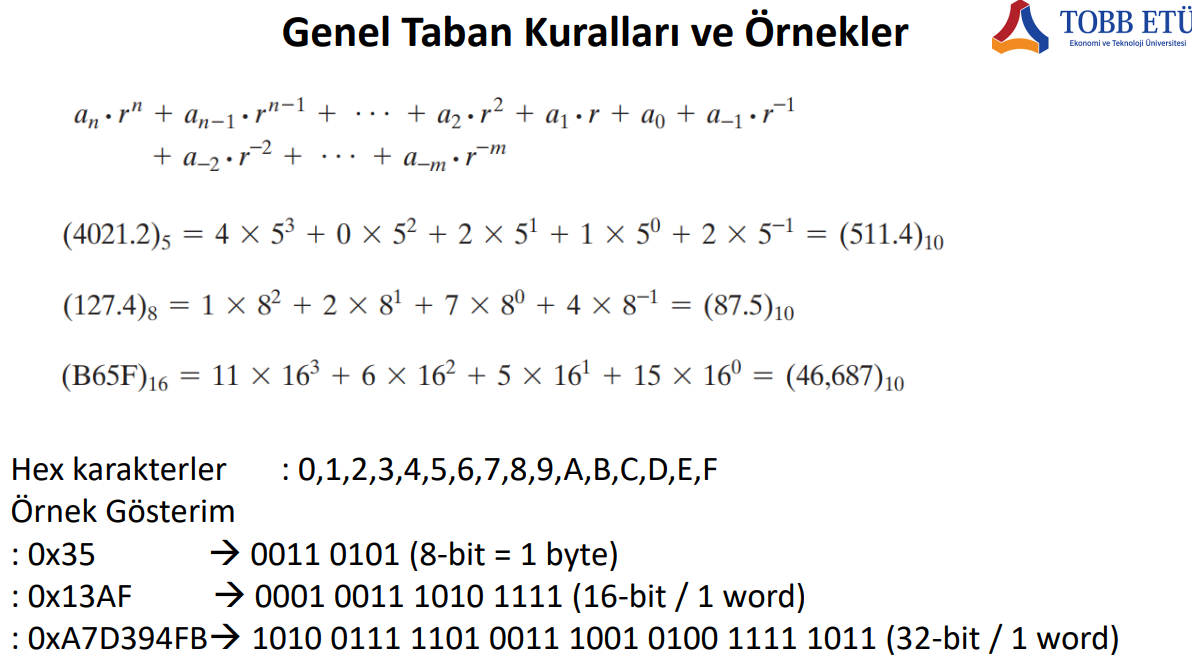 Genel Taban Kuralları ve Örnekler
TOBB ETÜ
Ekonomi ve Teknoloji Üniversitesi
aₙ · rⁿ + aₙ₋₁ · rⁿ⁻¹ + ··· + a₂ · r² + a₁ · r + a₀ + a₋₁ · r⁻¹
+ a₋₂ · r⁻² + ··· + a₋ₘ · r⁻ᵐ
(4021.2)₅ = 4 × 5³ + 0 × 5² + 2 × 5¹ + 1 × 5⁰ + 2 × 5⁻¹ = (511.4)₁₀
(127.4)₈ = 1 × 8² + 2 × 8¹ + 7 × 8⁰ + 4 × 8⁻¹ = (87.5)₁₀
(B65F)₁₆ = 11 × 16³ + 6 × 16² + 5 × 16¹ + 15 × 16⁰ = (46,687)₁₀
Hex karakterler : 0,1,2,3,4,5,6,7,8,9,A,B,C,D,E,F
Örnek Gösterim
: 0x35 → 0011 0101 (8-bit = 1 byte)
: 0x13AF → 0001 0011 1010 1111 (16-bit / 1 word)
: 0xA7D394FB→ 1010 0111 1101 0011 1001 0100 1111 1011 (32-bit / 1 word)